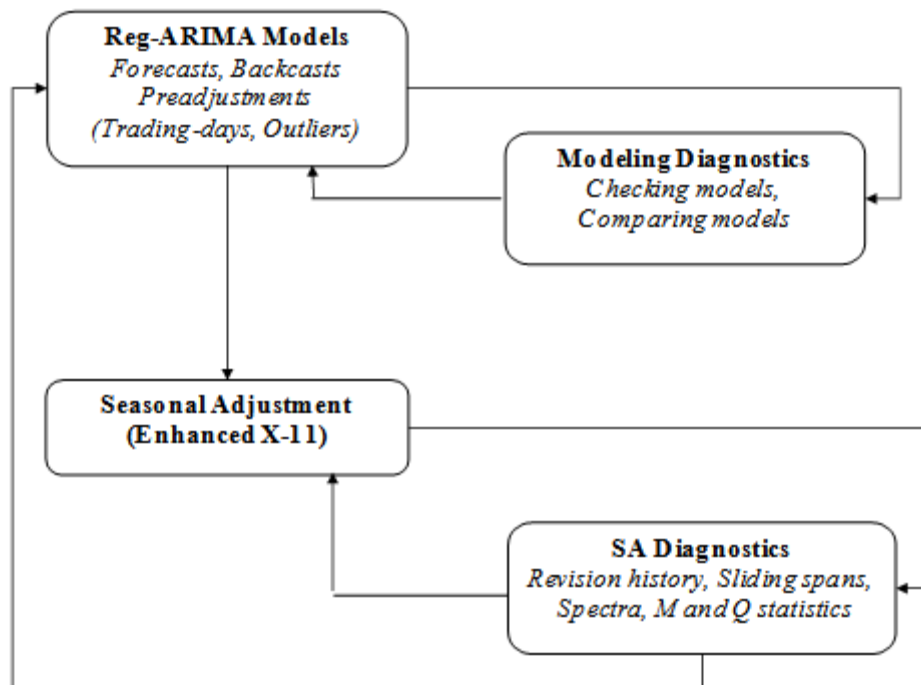 Reg-ARIMA Models
Forecasts, Backcasts
Preadjustments
(Trading-days, Outliers)
Modeling Diagnostics
Checking models,
Comparing models
Seasonal Adjustment
(Enhanced X-11)
SA Diagnostics
Revision history, Sliding spans,
Spectra, M and Q statistics